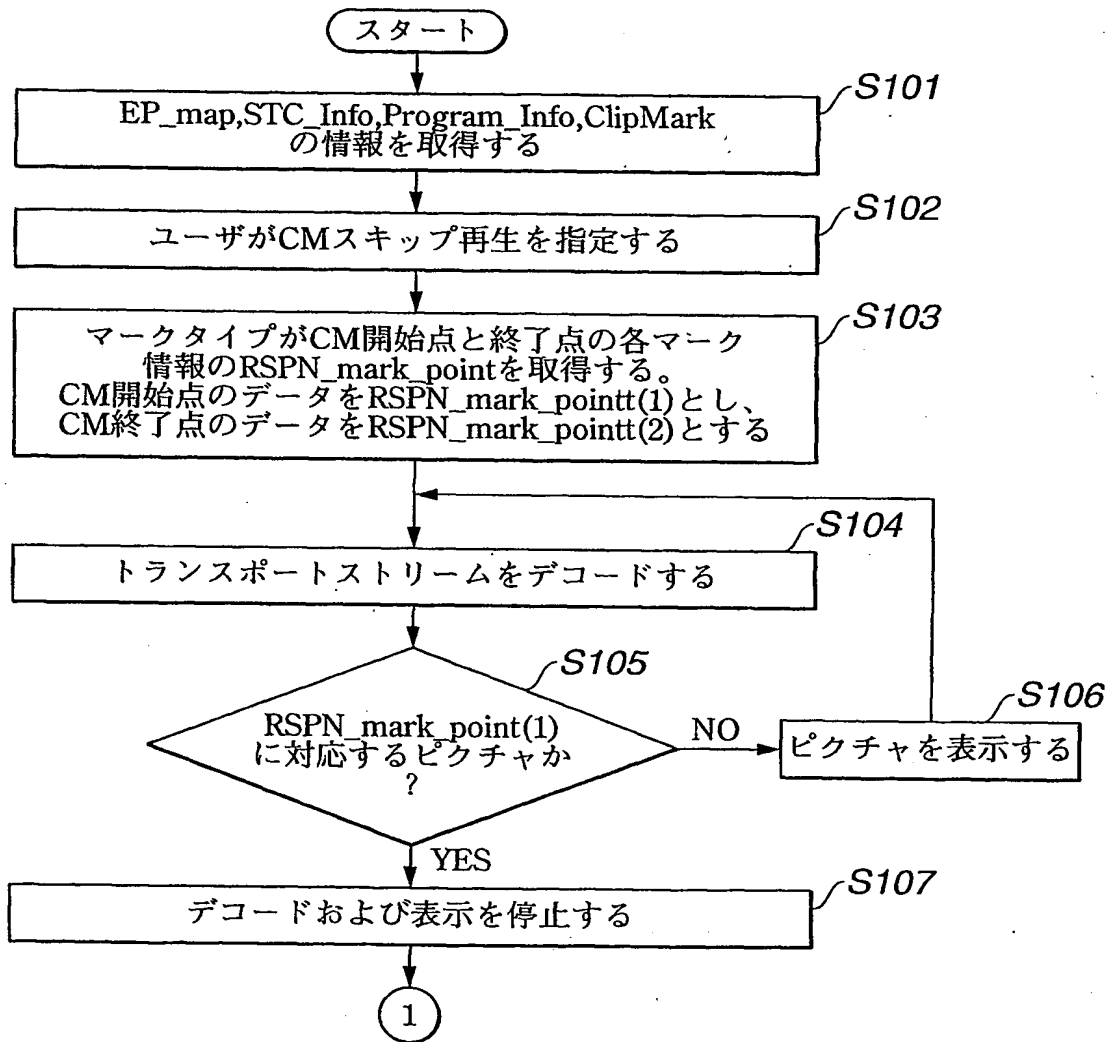 スタート
S101
EP_map,STC_Info,Program_Info,ClipMark
の情報を取得する
S102
ユーザがCMスキップ再生を指定する
S103
マークタイプがCM開始点と終了点の各マーク
情報のRSPN_mark_pointを取得する。
CM開始点のデータをRSPN_mark_pointt(1)とし、
CM終了点のデータをRSPN_mark_pointt(2)とする
S104
トランスポートストリームをデコードする
S105
RSPN_mark_point(1)
に対応するピクチャか
?
NO
S106
ピクチャを表示する
YES
S107
デコードおよび表示を停止する
1